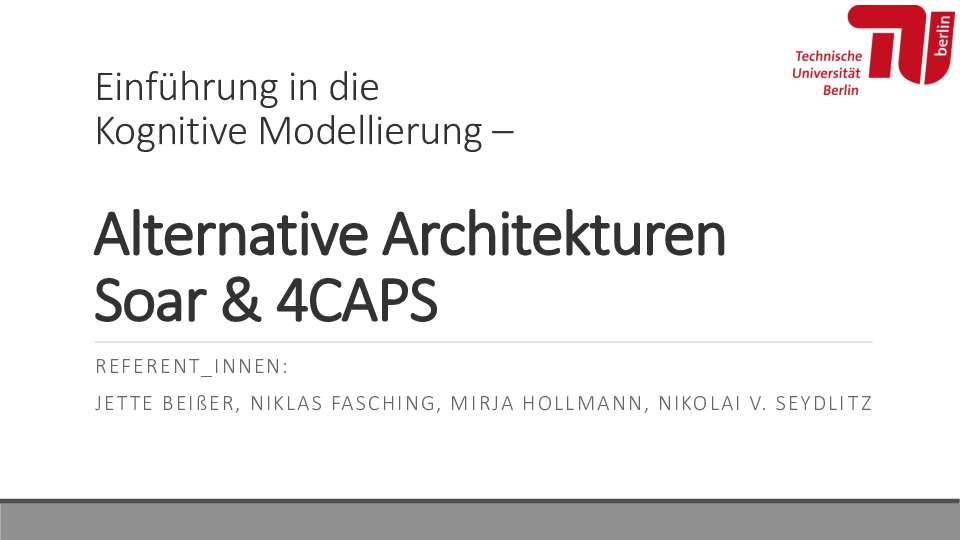 Technische
Universität
Berlin
berlin
Einführung in die
Kognitive Modellierung –
Alternative Architekturen
Soar & 4CAPS
REFERENT_INNEN:
JETTE BEIßER, NIKLAS FASCHING, MIRJA HOLLMANN, NIKOLAI V. SEYDLITZ